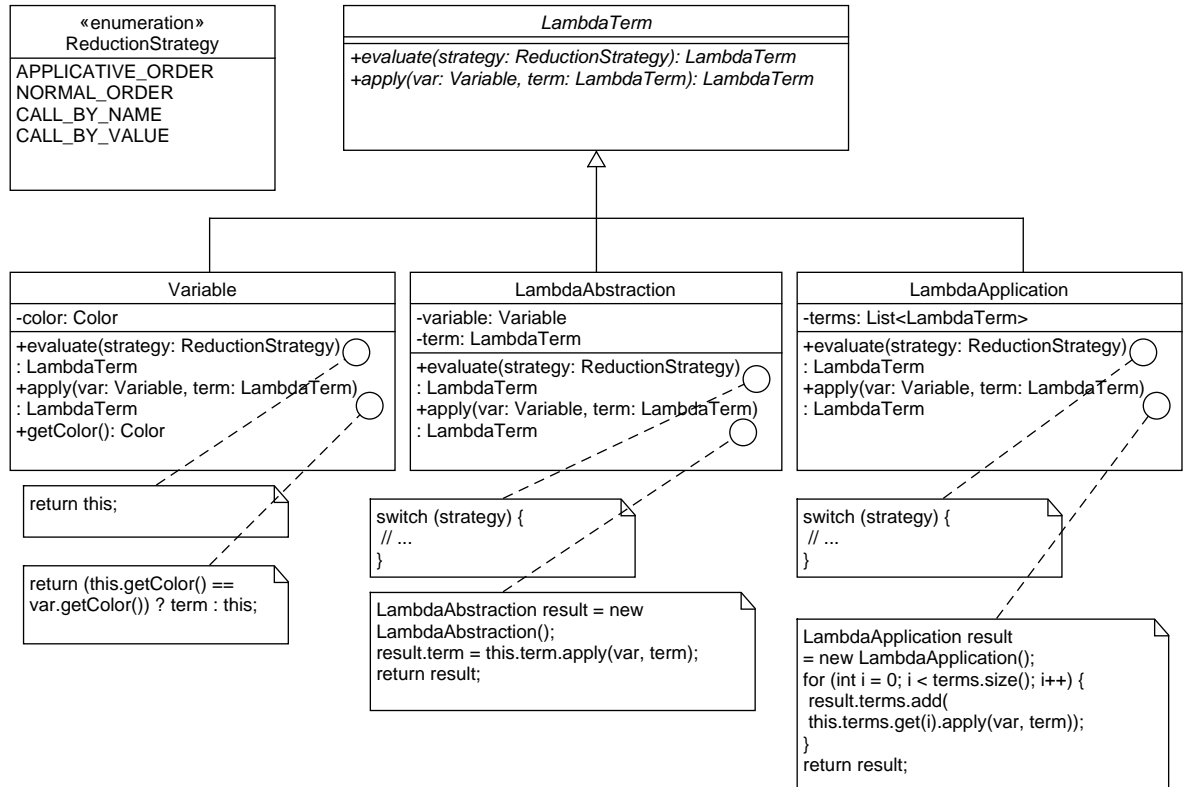 «enumeration»
ReductionStrategy
APPLICATIVE_ORDER
NORMAL_ORDER
CALL_BY_NAME
CALL_BY_VALUE
LambdaTerm
+evaluate(strategy: ReductionStrategy): LambdaTerm
+apply(var: Variable, term: LambdaTerm): LambdaTerm
Variable
-color: Color
+evaluate(strategy: ReductionStrategy)
: LambdaTerm
+apply(var: Variable, term: LambdaTerm)
: LambdaTerm
+getColor(): Color
return this;
return (this.getColor() ==
var.getColor()) ? term : this;
LambdaAbstraction
-variable: Variable
-term: LambdaTerm
+evaluate(strategy: ReductionStrategy)
: LambdaTerm
+apply(var: Variable, term: LambdaTerm)
: LambdaTerm
switch (strategy) {
// ...
}
LambdaAbstraction result = new
LambdaAbstraction();
result.term = this.term.apply(var, term);
return result;
LambdaApplication
-terms: List<LambdaTerm>
+evaluate(strategy: ReductionStrategy)
: LambdaTerm
+apply(var: Variable, term: LambdaTerm)
: LambdaTerm
switch (strategy) {
// ...
}
LambdaApplication result
= new LambdaApplication();
for (int i = 0; i < terms.size(); i++) {
result.terms.add(
this.terms.get(i).apply(var, term));
}
return result;